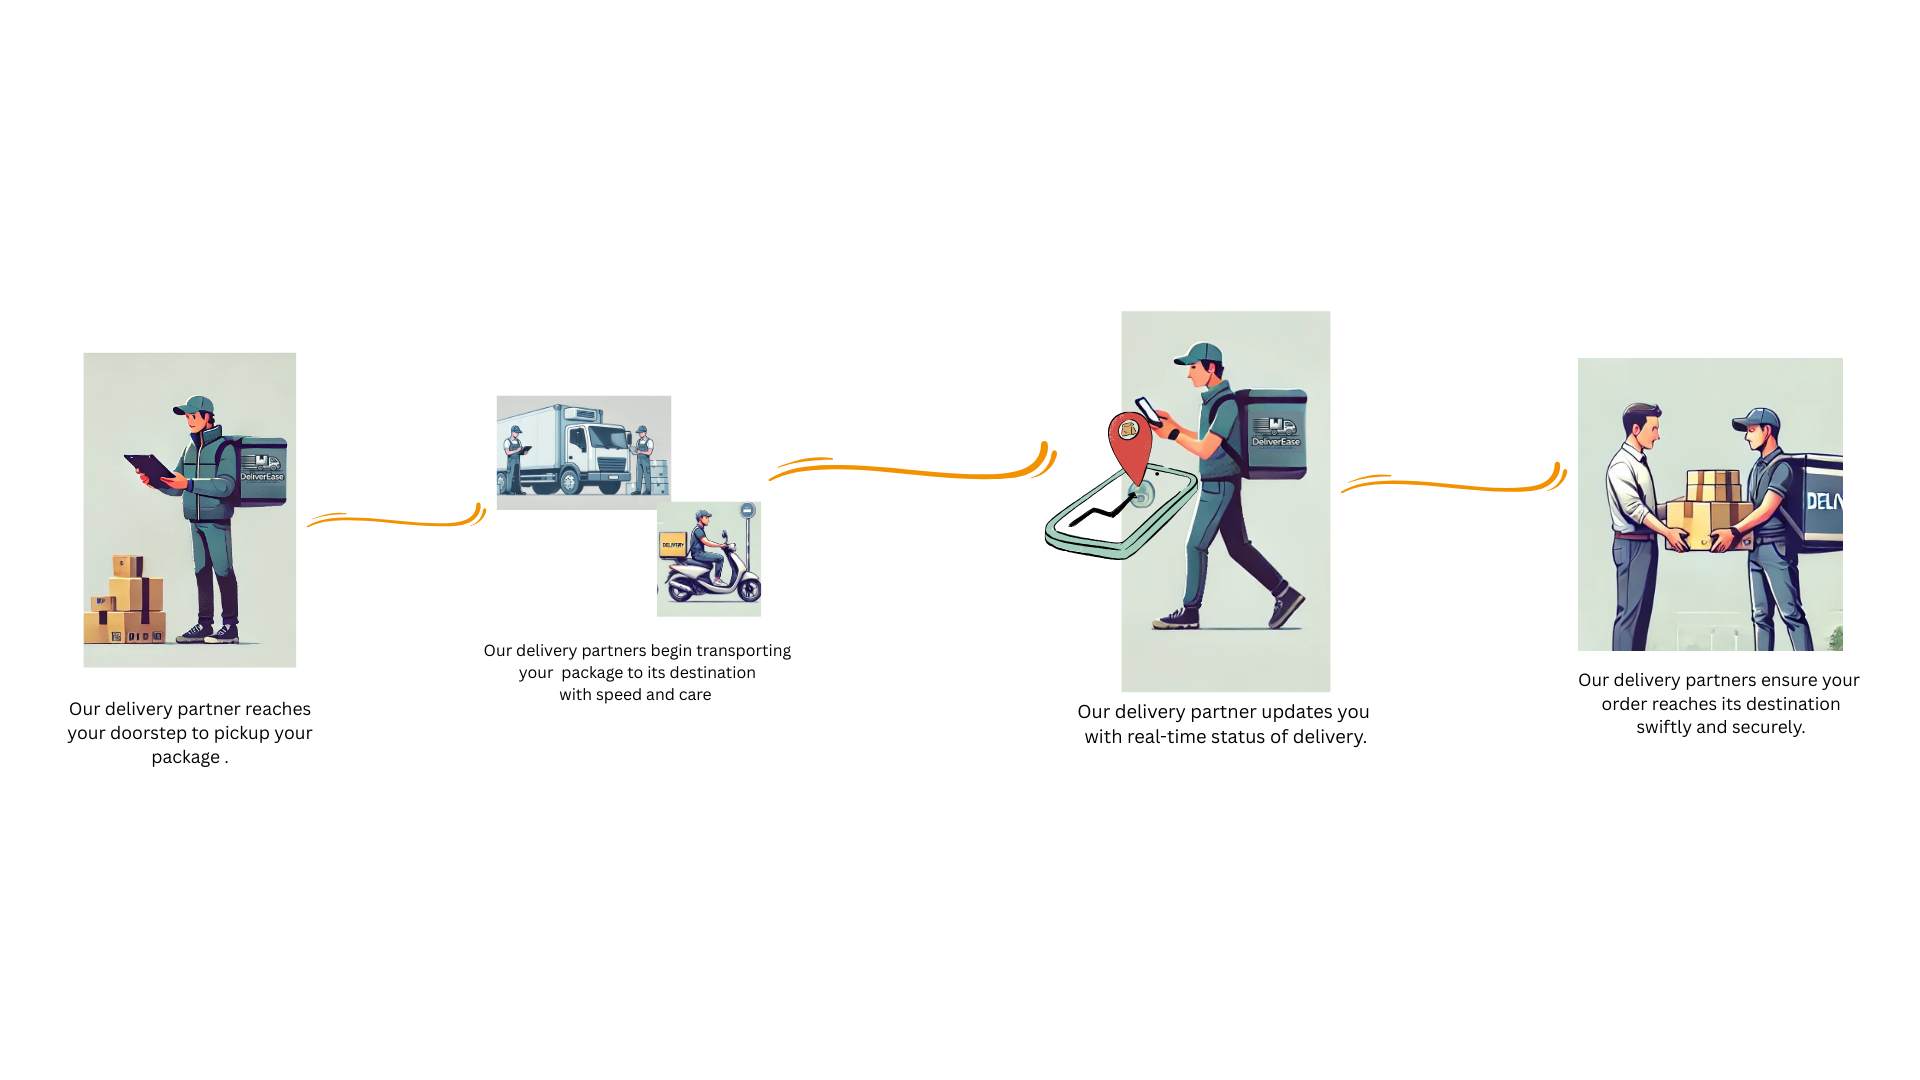 DeliverEase
Our delivery partner reaches
your doorstep to pickup your
package .
DELIVERY
Our delivery partners begin transporting
your  package to its destination
with speed and care
DeliverEase
Our delivery partner updates you
with real-time status of delivery.
DELIV
Our delivery partners ensure your
order reaches its destination
swiftly and securely.